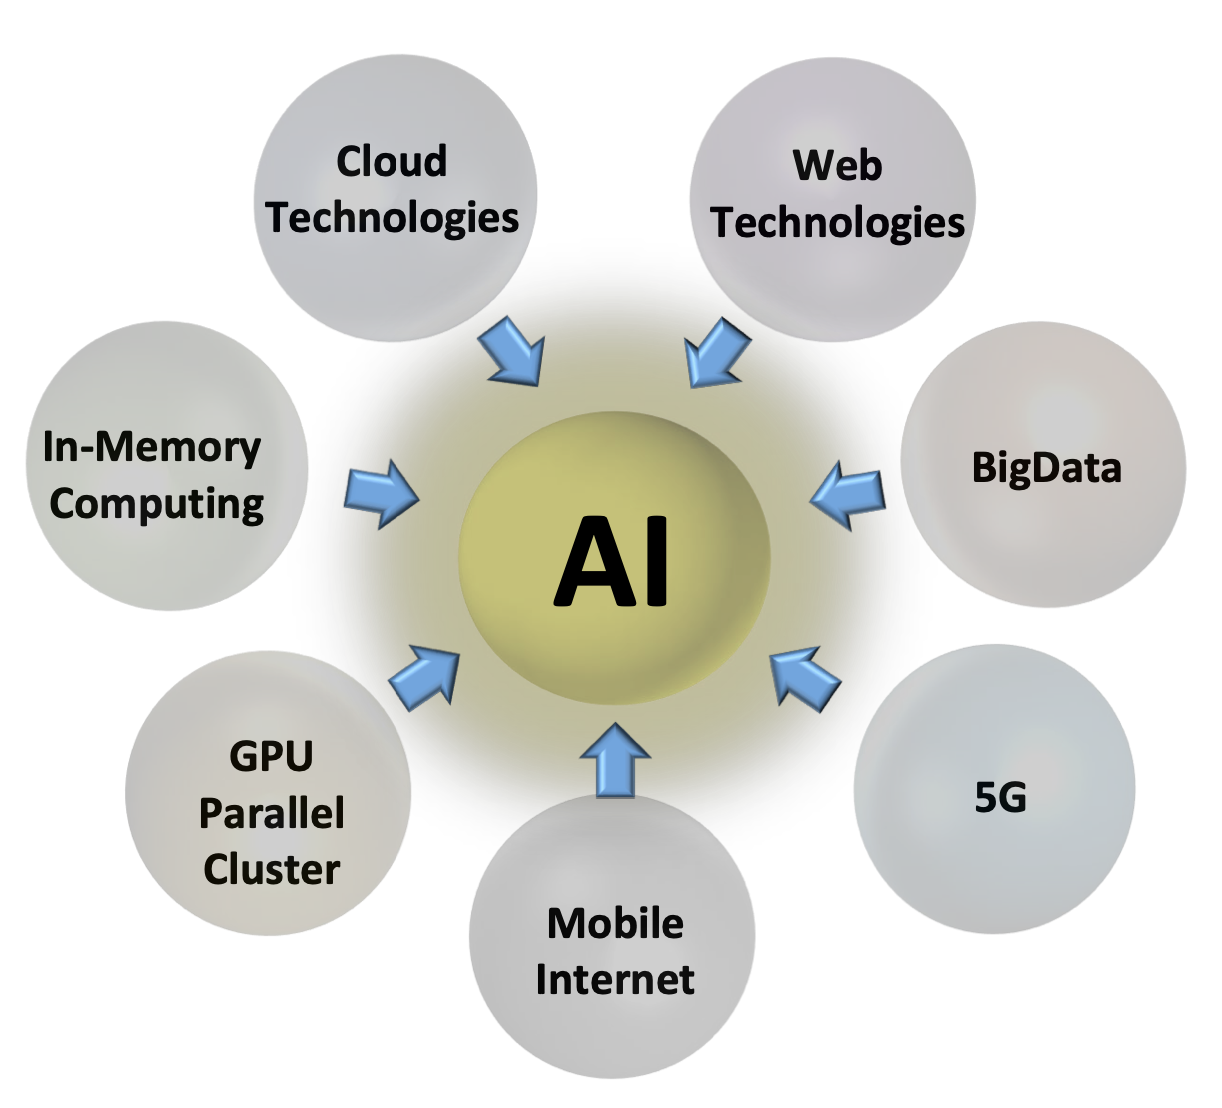 Cloud
Technologies
Web
Technologies
In-Memory
Computing
BigData
AI
GPU
Parallel
Cluster
5G
Mobile
Internet